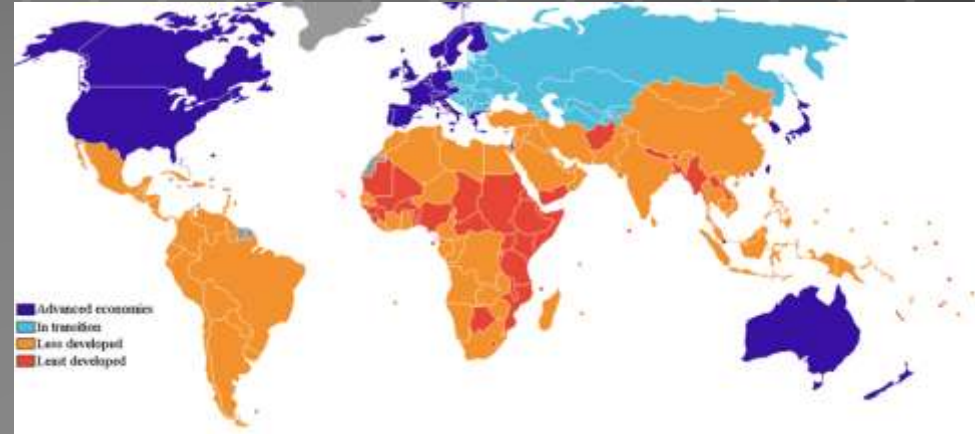 Advanced economies
In transition
Less developed
Least developed